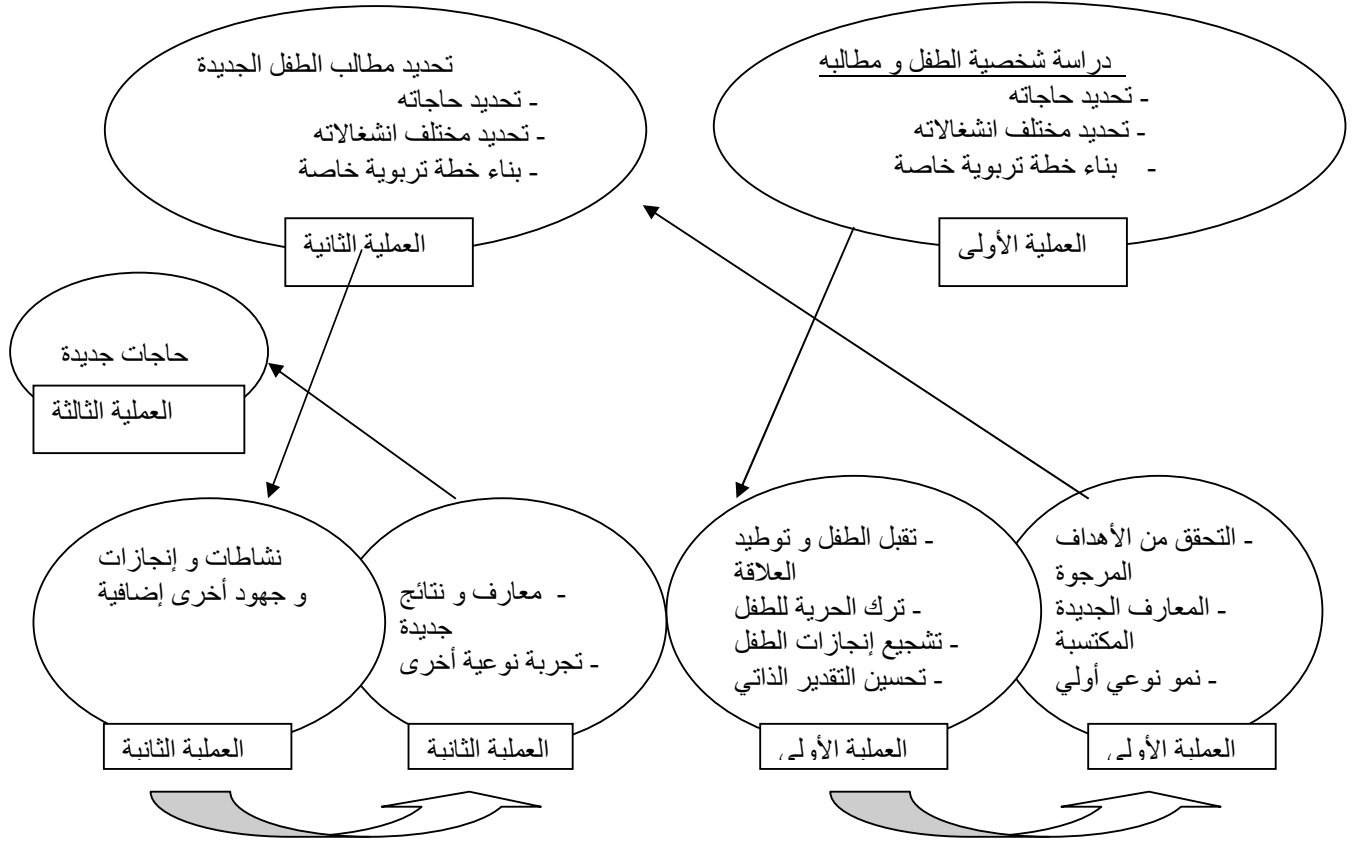 دراسة شخصية الطفل و مطالبه
- تحديد حاجاته
- تحديد مختلف انشغالاته
- بناء خطة تربوية خاصة
العملية الأولى
تحديد مطالب الطفل الجديدة
- تحديد حاجاته
- تحديد مختلف انشغالاته
- بناء خطة تربوية خاصة
العملية الثانية
حاجات جديدة
العملية الثالثة
- التحقق من الأهداف
المرجوة
- المعارف الجديدة
المكتسبة
- نمو نوعي أولي
العملية الأولى
- تقبل الطفل و توطيد
العلاقة
- ترك الحرية للطفل
- تشجيع إنجازات الطفل
- تحسين التقدير الذاتي
العملية الأولى
- معارف و نتائج
جديدة
- تجربة نوعية أخرى
العملية الثانية
نشاطات و إنجازات
و جهود أخرى إضافية
العملية الثانية